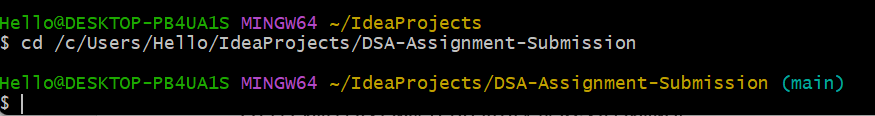 Hello@DESKTOP-PB4UA1S MINGW64 ~/IdeaProjects
$ cd /c/Users/Hello/IdeaProjects/DSA-Assignment-Submission
Hello@DESKTOP-PB4UA1S MINGW64 ~/IdeaProjects/DSA-Assignment-Submission (main)
$